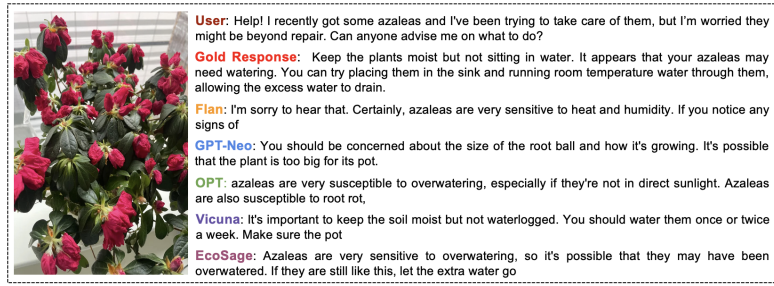 User: Help! I recently got some azaleas and I've been trying to take care of them, but I'm worried they
might be beyond repair. Can anyone advise me on what to do?
Gold Response: Keep the plants moist but not sitting in water. It appears that your azaleas may
need watering. You can try placing them in the sink and running room temperature water through them,
allowing the excess water to drain.
Flan: I'm sorry to hear that. Certainly, azaleas are very sensitive to heat and humidity. If you notice any
signs of
GPT-Neo: You should be concerned about the size of the root ball and how it's growing. It's possible
that the plant is too big for its pot.
OPT: azaleas are very susceptible to overwatering, especially if they're not in direct sunlight. Azaleas
are also susceptible to root rot,
Vicuna: It's important to keep the soil moist but not waterlogged. You should water them once or twice
a week. Make sure the pot
EcoSage: Azaleas are very sensitive to overwatering, so it's possible that they may have been
overwatered. If they are still like this, let the extra water go